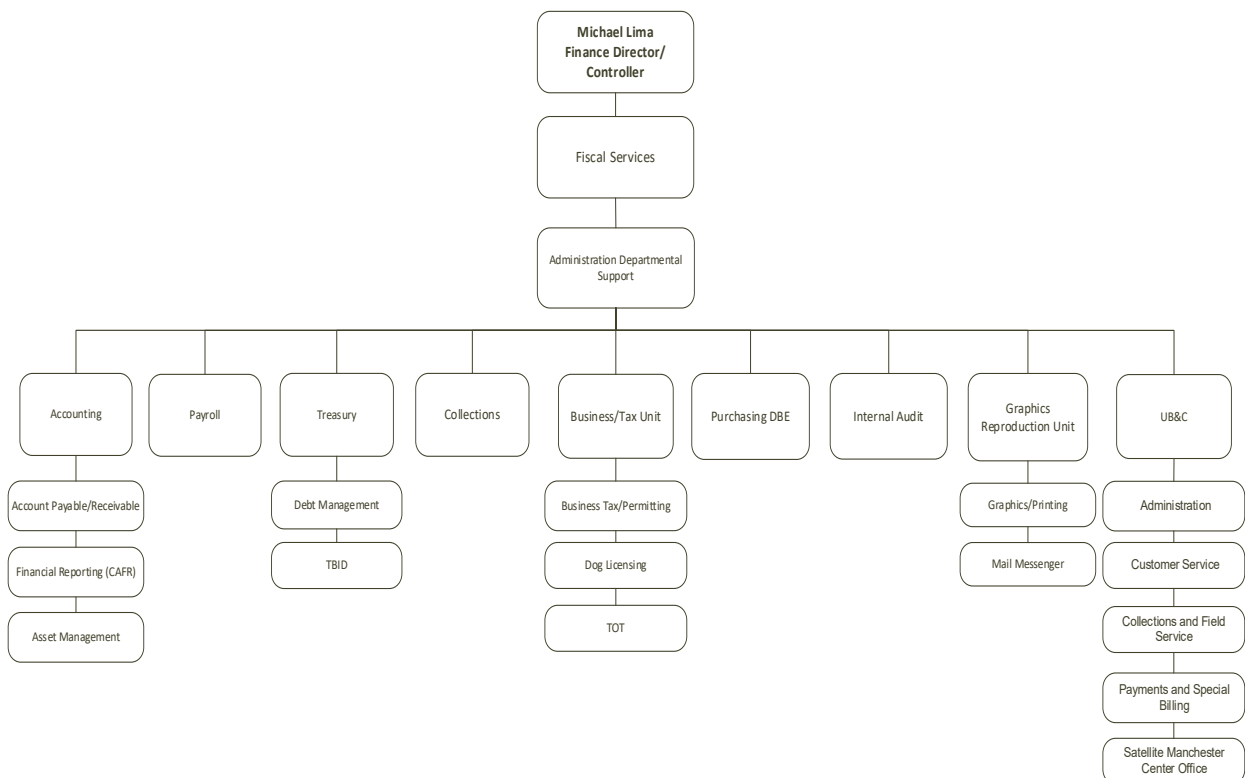 Michael Lima
Finance Director/
Controller
Fiscal Services
Administration Departmental
Support
Accounting
Payroll
Treasury
Collections
Business/Tax Unit
Purchasing DBE
Internal Audit
Graphics
Reproduction Unit
UB&C
Account Payable/Receivable
Debt Management
Business Tax/Permitting
Graphics/Printing
Administration
Financial Reporting (CAFR)
TBID
Dog Licensing
Mail Messenger
Customer Service
Asset Management
TOT
Collections and Field
Service
Payments and Special
Billing
Satellite Manchester
Center Office